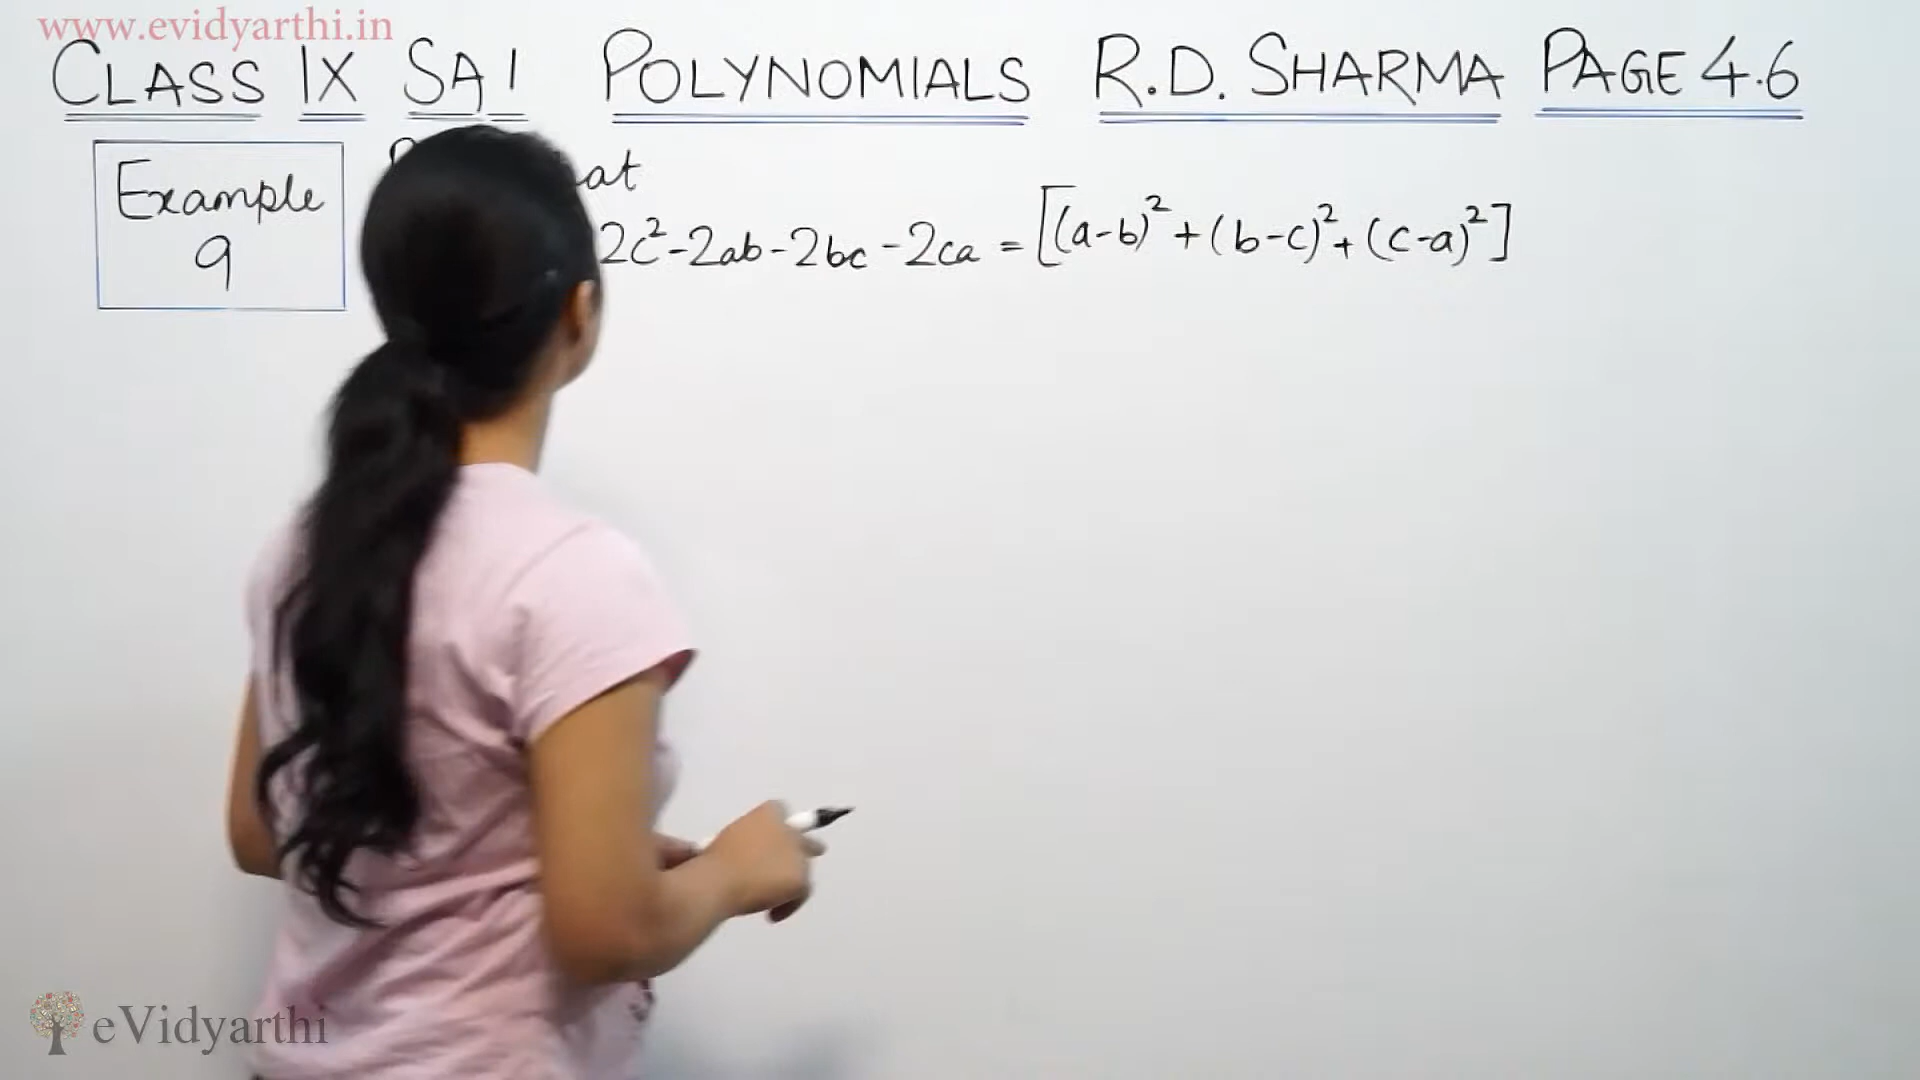 www.evidyarthi.in
CLASS IX SA 1 POLYNOMIALS R.D. SHARMA PAGE 4.6
Example
9
at
2c²-2ab-2bc-2ca = [(a-b)²+(b-c)²+(c-a)²]
eVidyarthi